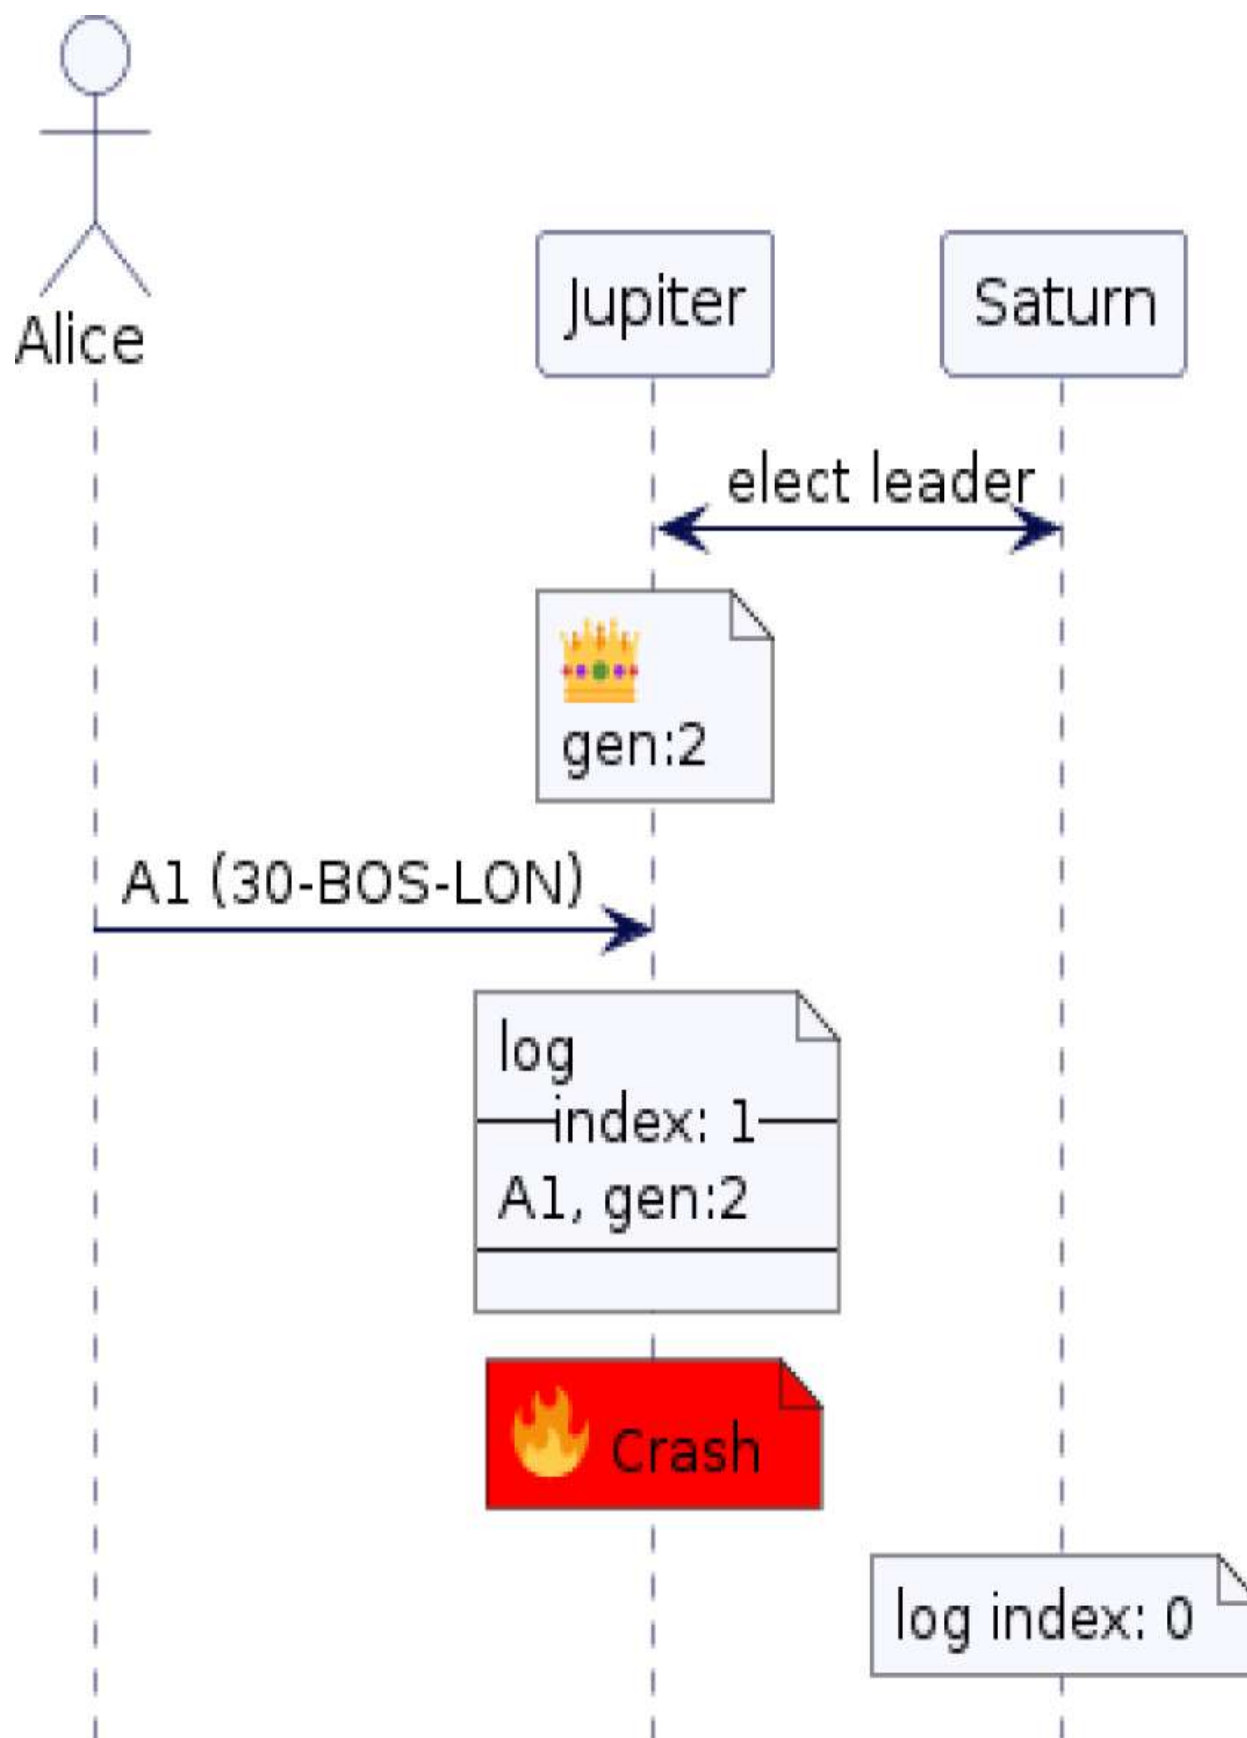 Alice
Jupiter
Saturn
elect leader
gen:2
A1 (30-BOS-LON)
log
index: 1
A1, gen:2
Crash
log index: 0